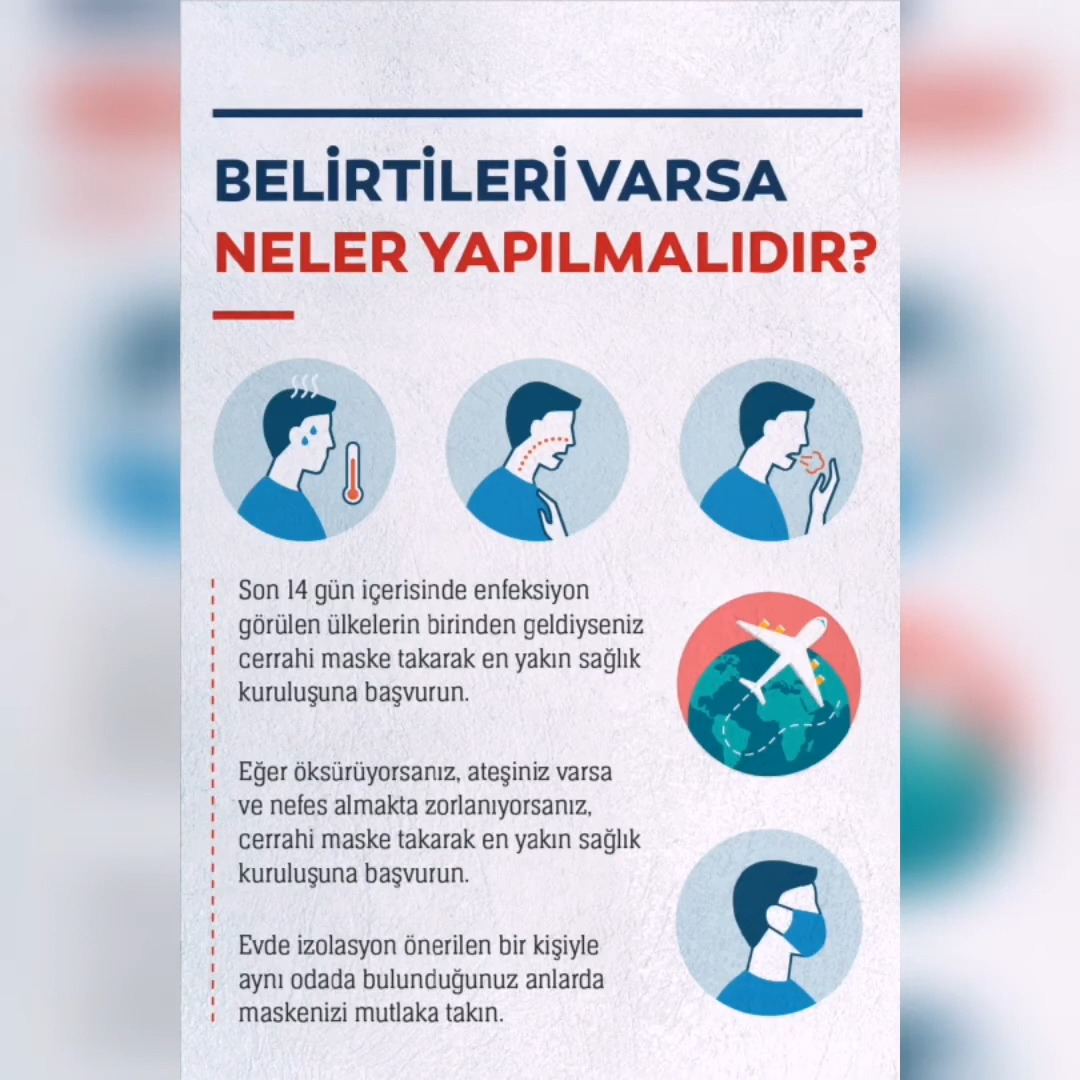 BELİRTİLERİ VARSA
NELER YAPILMALIDIR?
Son 14 gün içerisinde enfeksiyon
görülen ülkelerin birinden geldiyseniz
cerrahi maske takarak en yakın sağlık
kuruluşuna başvurun.
Eğer öksürüyorsanız, ateşiniz varsa
ve nefes almakta zorlanıyorsanız,
cerrahi maske takarak en yakın sağlık
kuruluşuna başvurun.
Evde izolasyon önerilen bir kişiyle
aynı odada bulunduğunuz anlarda
maskenizi mutlaka takın.